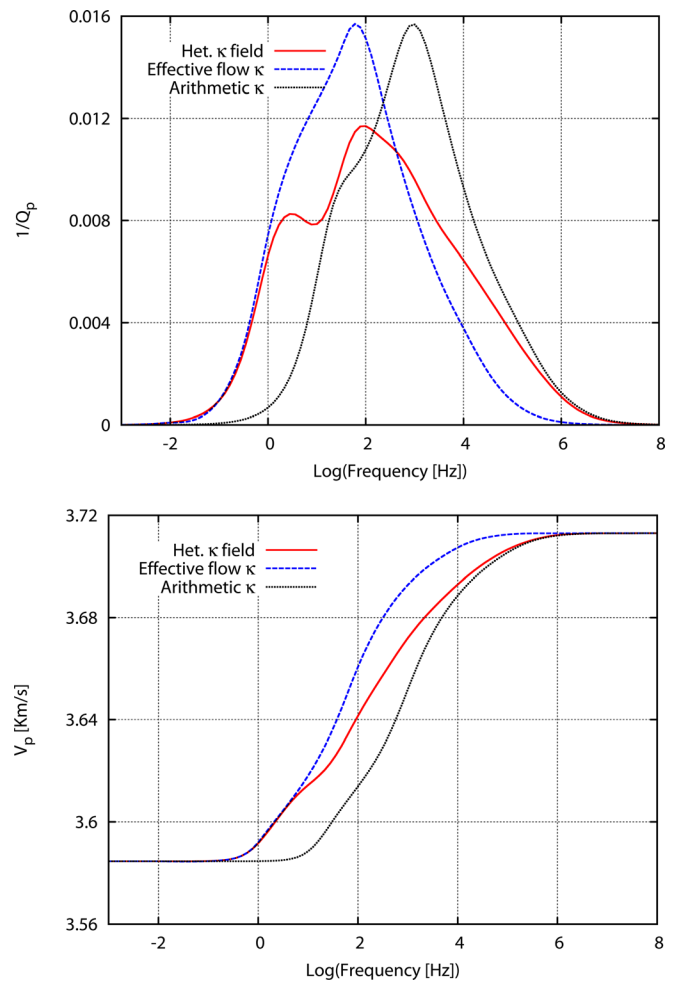 0.016
Het. κ field
Effective flow κ
Arithmetic κ
0.012
0.008
1/Qp
0.004
0
-2 0 2 4 6 8
Log(Frequency [Hz])
3.72
Het. κ field
Effective flow κ
Arithmetic κ
3.68
3.64
Vp [Km/s]
3.6
3.56
-2 0 2 4 6 8
Log(Frequency [Hz])